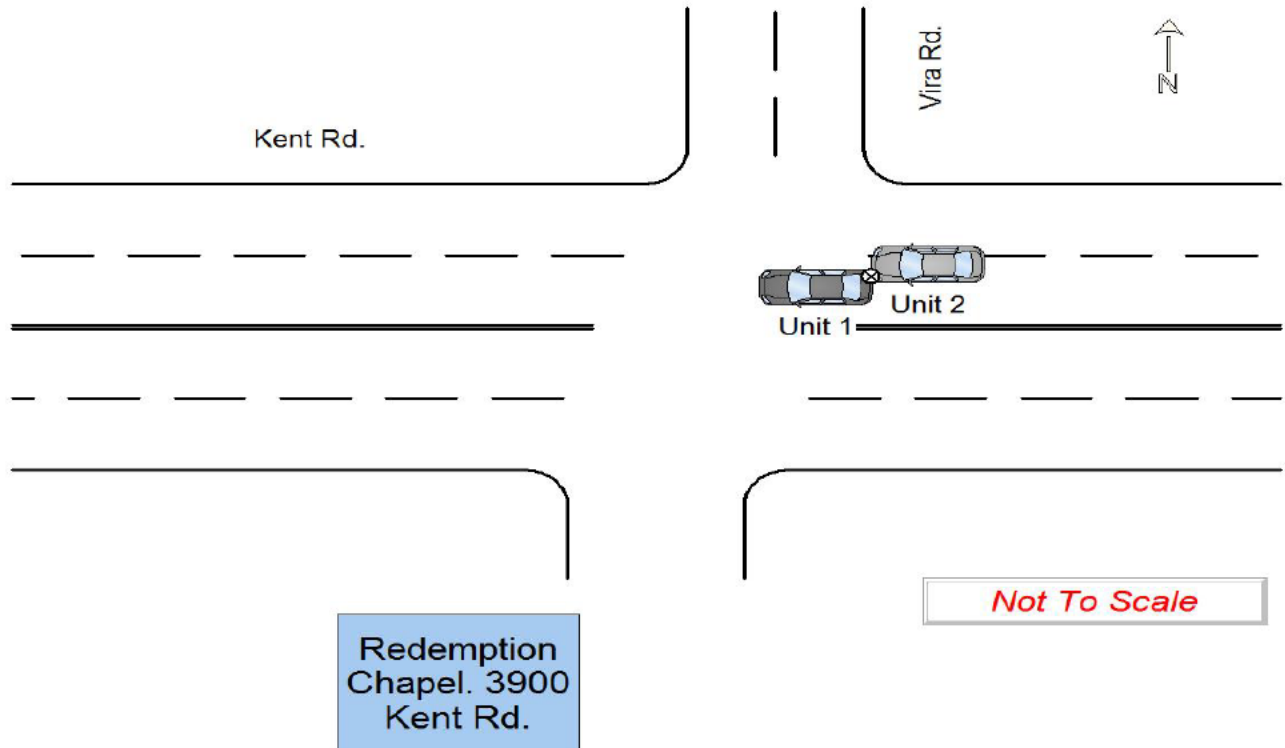 Vira Rd.
N
Kent Rd.
Unit 2
Unit 1
Not To Scale
Redemption
Chapel. 3900
Kent Rd.